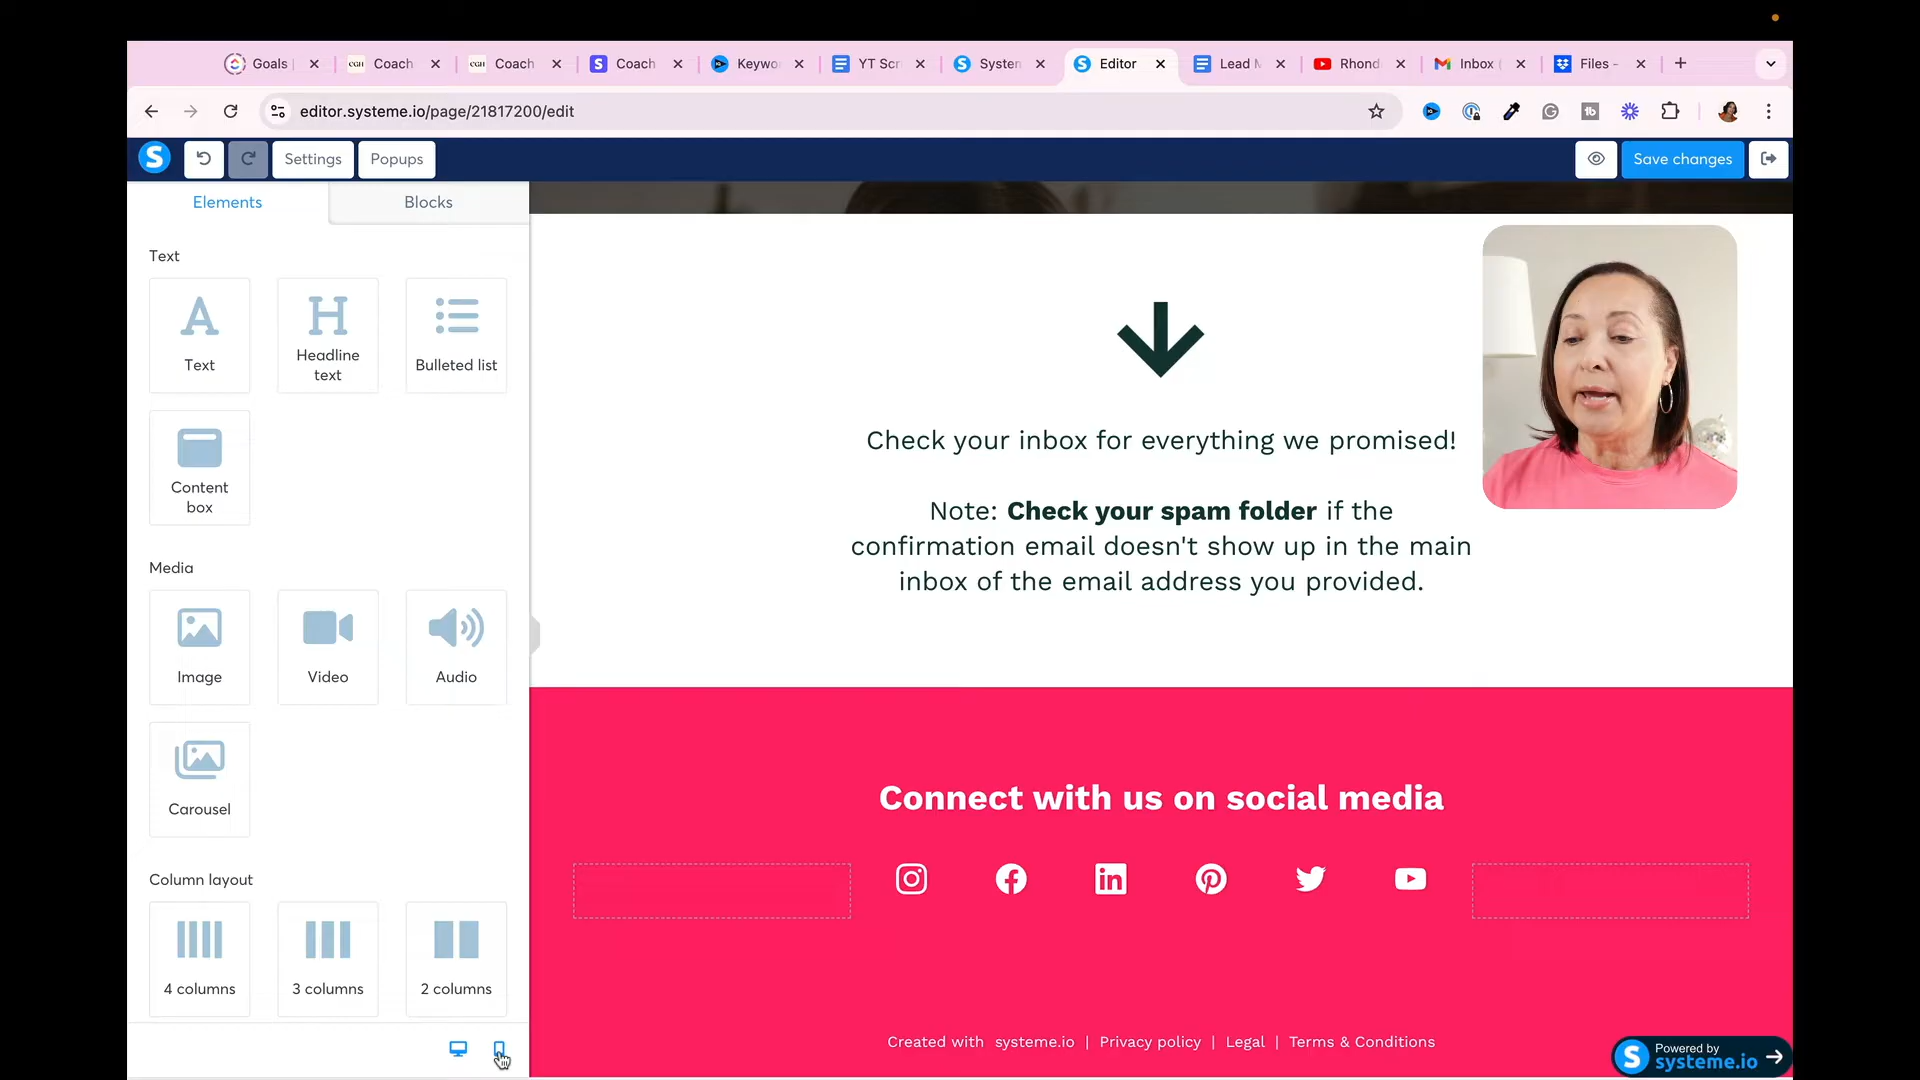 Goals
CGH Coach
CGH Coach
S Coach
Keywo
YT Scr
S System
S Editor
Lead M
Rhond
Inbox (
Files -
editor.systeme.io/page/21817200/edit
S
Settings
Popups
Save changes
Elements
Blocks
Text
Text
Headline
text
Bulleted list
Content
box
Media
Image
Video
Audio
Carousel
Column layout
4 columns
3 columns
2 columns
Check your inbox for everything we promised!
Note: Check your spam folder if the
confirmation email doesn't show up in the main
inbox of the email address you provided.
Connect with us on social media
Created with systeme.io | Privacy policy | Legal | Terms & Conditions
S Powered by
systeme.io